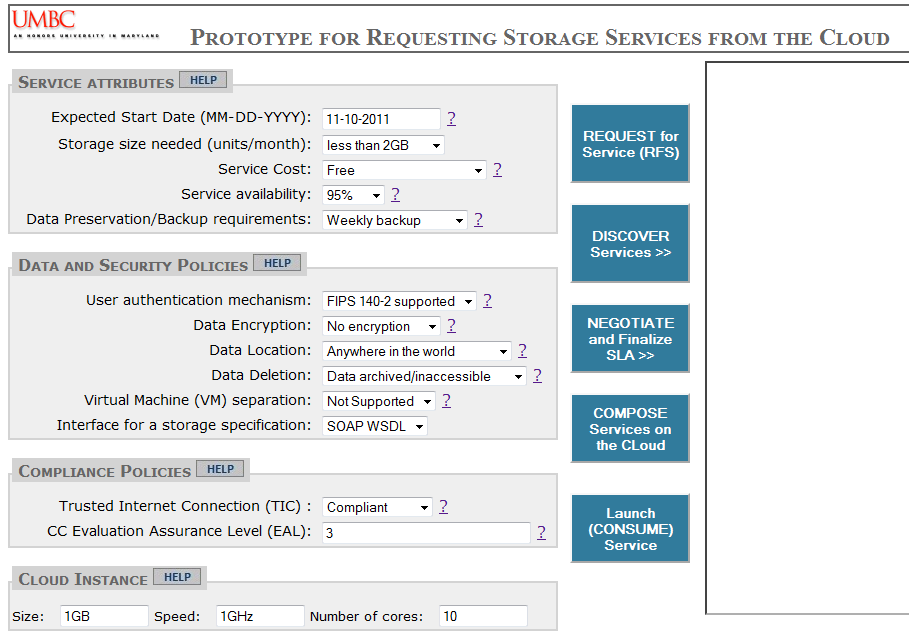 UMBC
AN HONORS UNIVERSITY IN MARYLAND
PROTOTYPE FOR REQUESTING STORAGE SERVICES FROM THE CLOUD
SERVICE ATTRIBUTES HELP
Expected Start Date (MM-DD-YYYY): 11-10-2011 ?
Storage size needed (units/month): less than 2GB
Service Cost: Free ?
Service availability: 95% ?
Data Preservation/Backup requirements: Weekly backup ?
DATA AND SECURITY POLICIES HELP
User authentication mechanism: FIPS 140-2 supported ?
Data Encryption: No encryption ?
Data Location: Anywhere in the world ?
Data Deletion: Data archived/inaccessible ?
Virtual Machine (VM) separation: Not Supported ?
Interface for a storage specification: SOAP WSDL
COMPLIANCE POLICIES HELP
Trusted Internet Connection (TIC) : Compliant ?
CC Evaluation Assurance Level (EAL): 3 ?
CLOUD INSTANCE HELP
Size: 1GB Speed: 1GHz Number of cores: 10
REQUEST for
Service (RFS)
DISCOVER
Services >>
NEGOTIATE
and Finalize
SLA >>
COMPOSE
Services on
the CLoud
Launch
(CONSUME)
Service